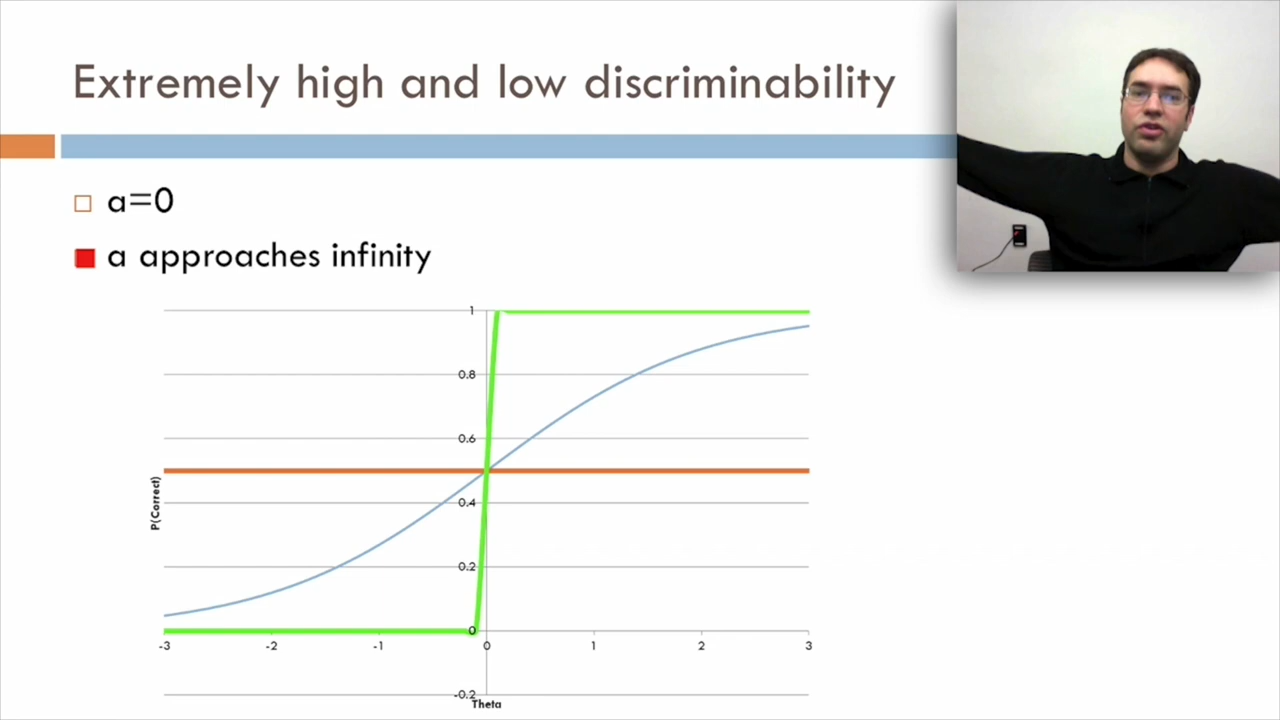 Extremely high and low discriminability
a=0
a approaches infinity
1
0.8
0.6
0.4
0.2
0
-0.2
P(Correct)
-3 -2 -1 0 1 2 3
Theta